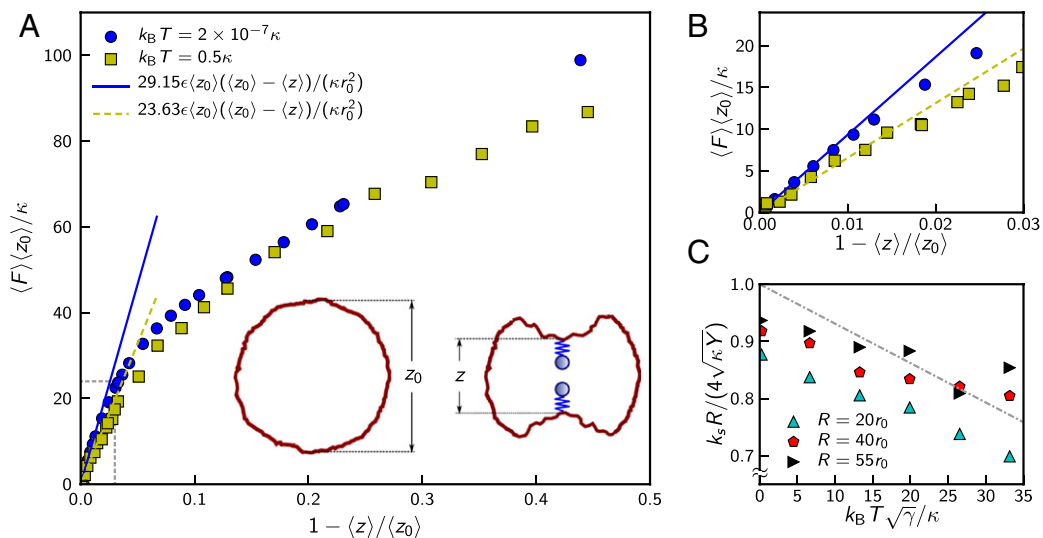 A
k_B T = 2 × 10^−7 κ
k_B T = 0.5κ
29.15ϵ⟨z_0⟩(⟨z_0⟩ − ⟨z⟩)/(κr_0^2)
23.63ϵ⟨z_0⟩(⟨z_0⟩ − ⟨z⟩)/(κr_0^2)
⟨F⟩⟨z_0⟩/κ
100
80
60
40
20
0
z_0
z
0.0 0.1 0.2 0.3 0.4 0.5
1 − ⟨z⟩/⟨z_0⟩
B
⟨F⟩⟨z_0⟩/κ
20
15
10
5
0
0.00 0.01 0.02 0.03
1 − ⟨z⟩/⟨z_0⟩
C
k_s R/(4√κY)
1.0
0.9
0.8
0.7
R = 20r_0
R = 40r_0
R = 55r_0
0 5 10 15 20 25 30 35
k_B T√γ/κ